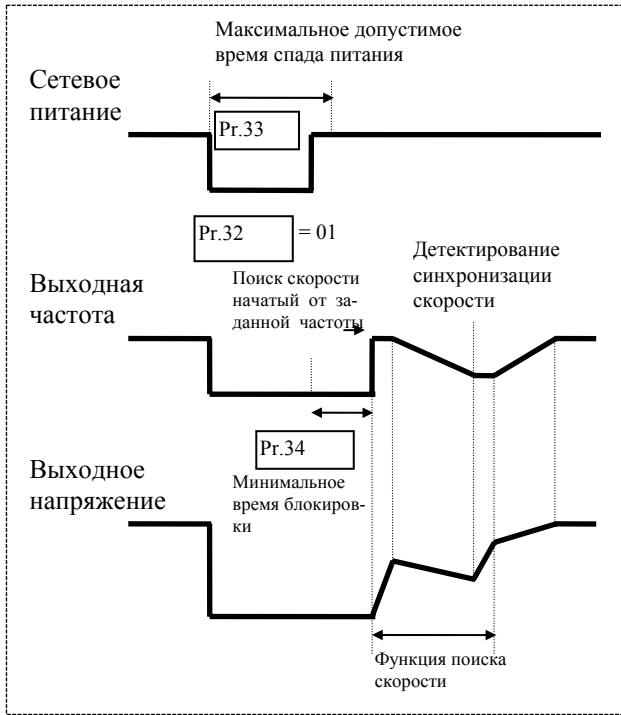 Максимальное допустимое
время спада питания
Сетевое
питание
Pr.33
Pr.32 = 01
Детектирование
синхронизации
скорости
Поиск скорости
начатый от за-
данной частоты
Выходная
частота
Pr.34
Минимальное
время блокиров-
ки
Выходное
напряжение
Функция поиска
скорости